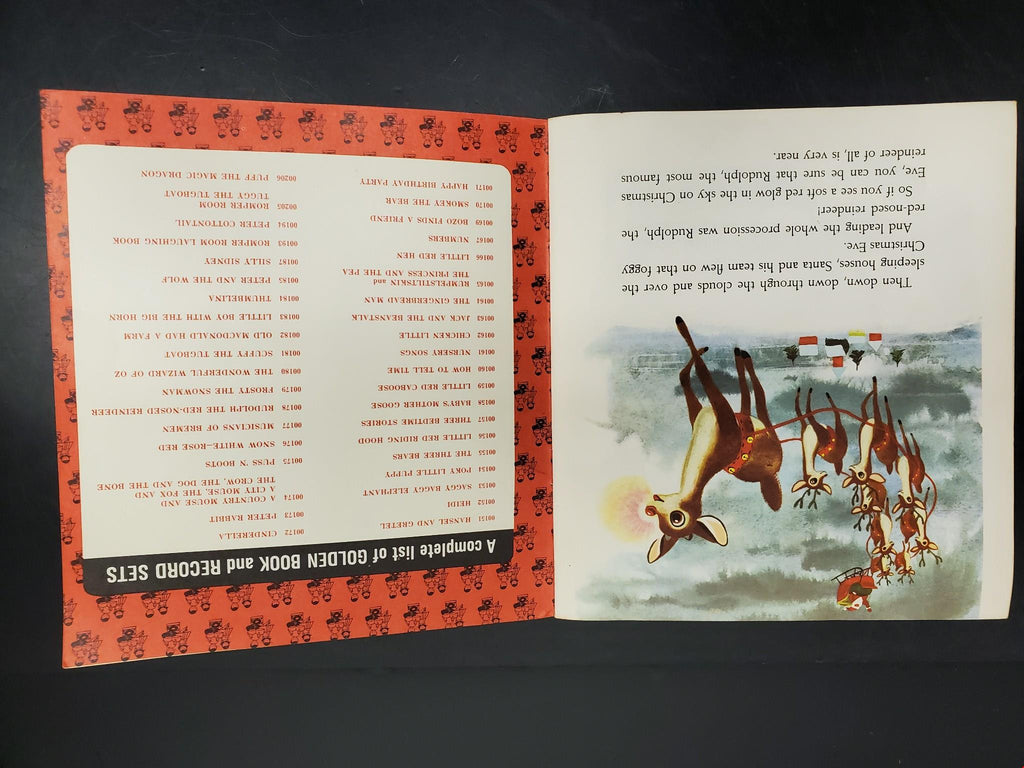 Then down, down, down through the clouds and over the
sleeping houses, Santa and his team flew that foggy
Christmas Eve.
And leading the whole procession was Rudolph, the
red-nosed reindeer!
So if you see a soft red glow in the sky on Christmas
Eve, you can be sure that Rudolph, the most famous
reindeer of all, is very near.
A complete list of GOLDEN BOOK and RECORD SETS
00151 HANSEL AND GRETEL
00152 HEIDI
00153 SAGGY BAGGY ELEPHANT
00154 POKY LITTLE PUPPY
00155 THE THREE BEARS
00156 LITTLE RED RIDING HOOD
00157 THREE BEDTIME STORIES
00158 BABY'S MOTHER GOOSE
00159 LITTLE RED CABOOSE
00160 HOW TO TELL TIME
00161 NURSERY SONGS
00162 CHICKEN LITTLE
00163 JACK AND THE BEANSTALK
00164 THE GINGERBREAD MAN
00165 RUMPELSTILTSKIN and
THE PRINCESS AND THE PEA
00166 LITTLE RED HEN
00167 NUMBERS
00169 BOZO FINDS A FRIEND
00170 SMOKEY THE BEAR
00171 HAPPY BIRTHDAY PARTY
00172 CINDERELLA
00173 PETER RABBIT
00174 A COUNTRY MOUSE AND
A CITY MOUSE, THE FOX AND
THE CROW, THE DOG AND THE BONE
00175 PUSS 'N BOOTS
00176 SNOW WHITE-ROSE RED
00177 MUSICIANS OF BREMEN
00178 RUDOLPH THE RED-NOSED REINDEER
00179 FROSTY THE SNOWMAN
00180 THE WONDERFUL WIZARD OF OZ
00181 SCUFFY THE TUGBOAT
00182 OLD MACDONALD HAD A FARM
00183 LITTLE BOY WITH THE BIG HORN
00184 THUMBELINA
00185 PETER AND THE WOLF
00187 SILLY SIDNEY
00193 ROMPER ROOM LAUGHING BOOK
00194 PETER COTTONTAIL
00205 ROMPER ROOM
TUGGY THE TUGBOAT
00206 PUFF THE MAGIC DRAGON